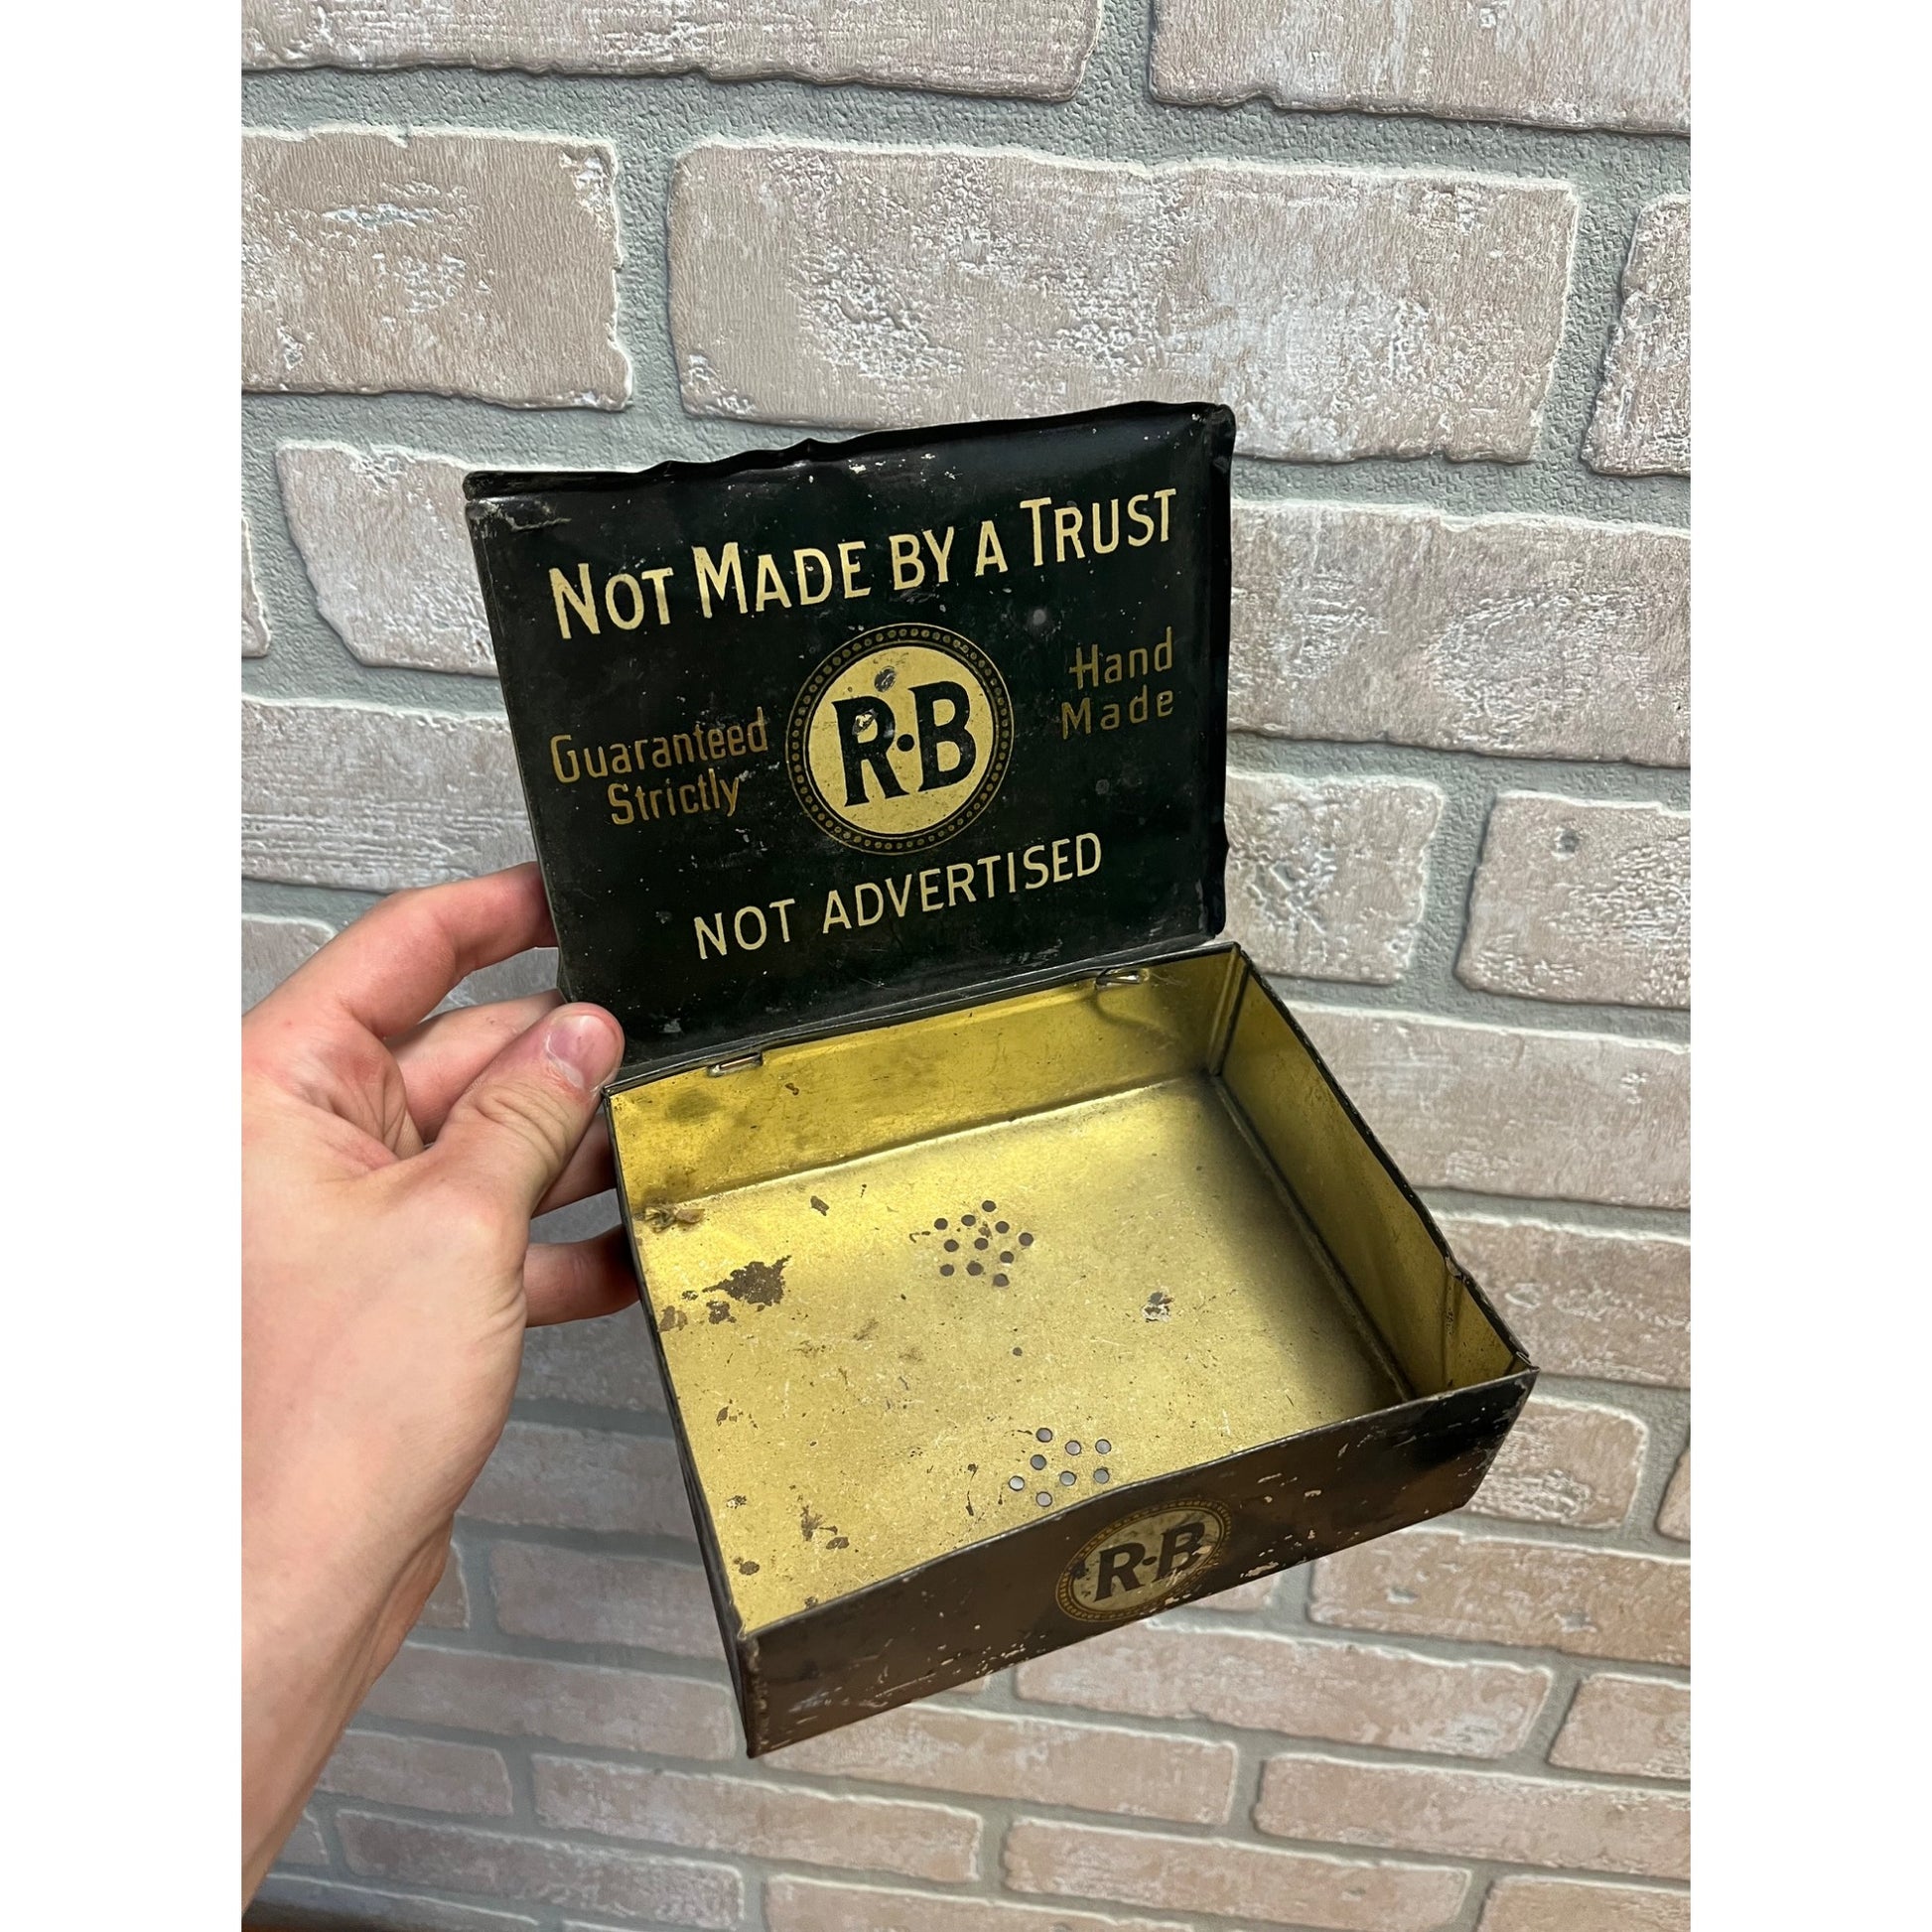 NOT MADE BY A TRUST
Guaranteed
Strictly
R·B
Hand
Made
NOT ADVERTISED
R·B